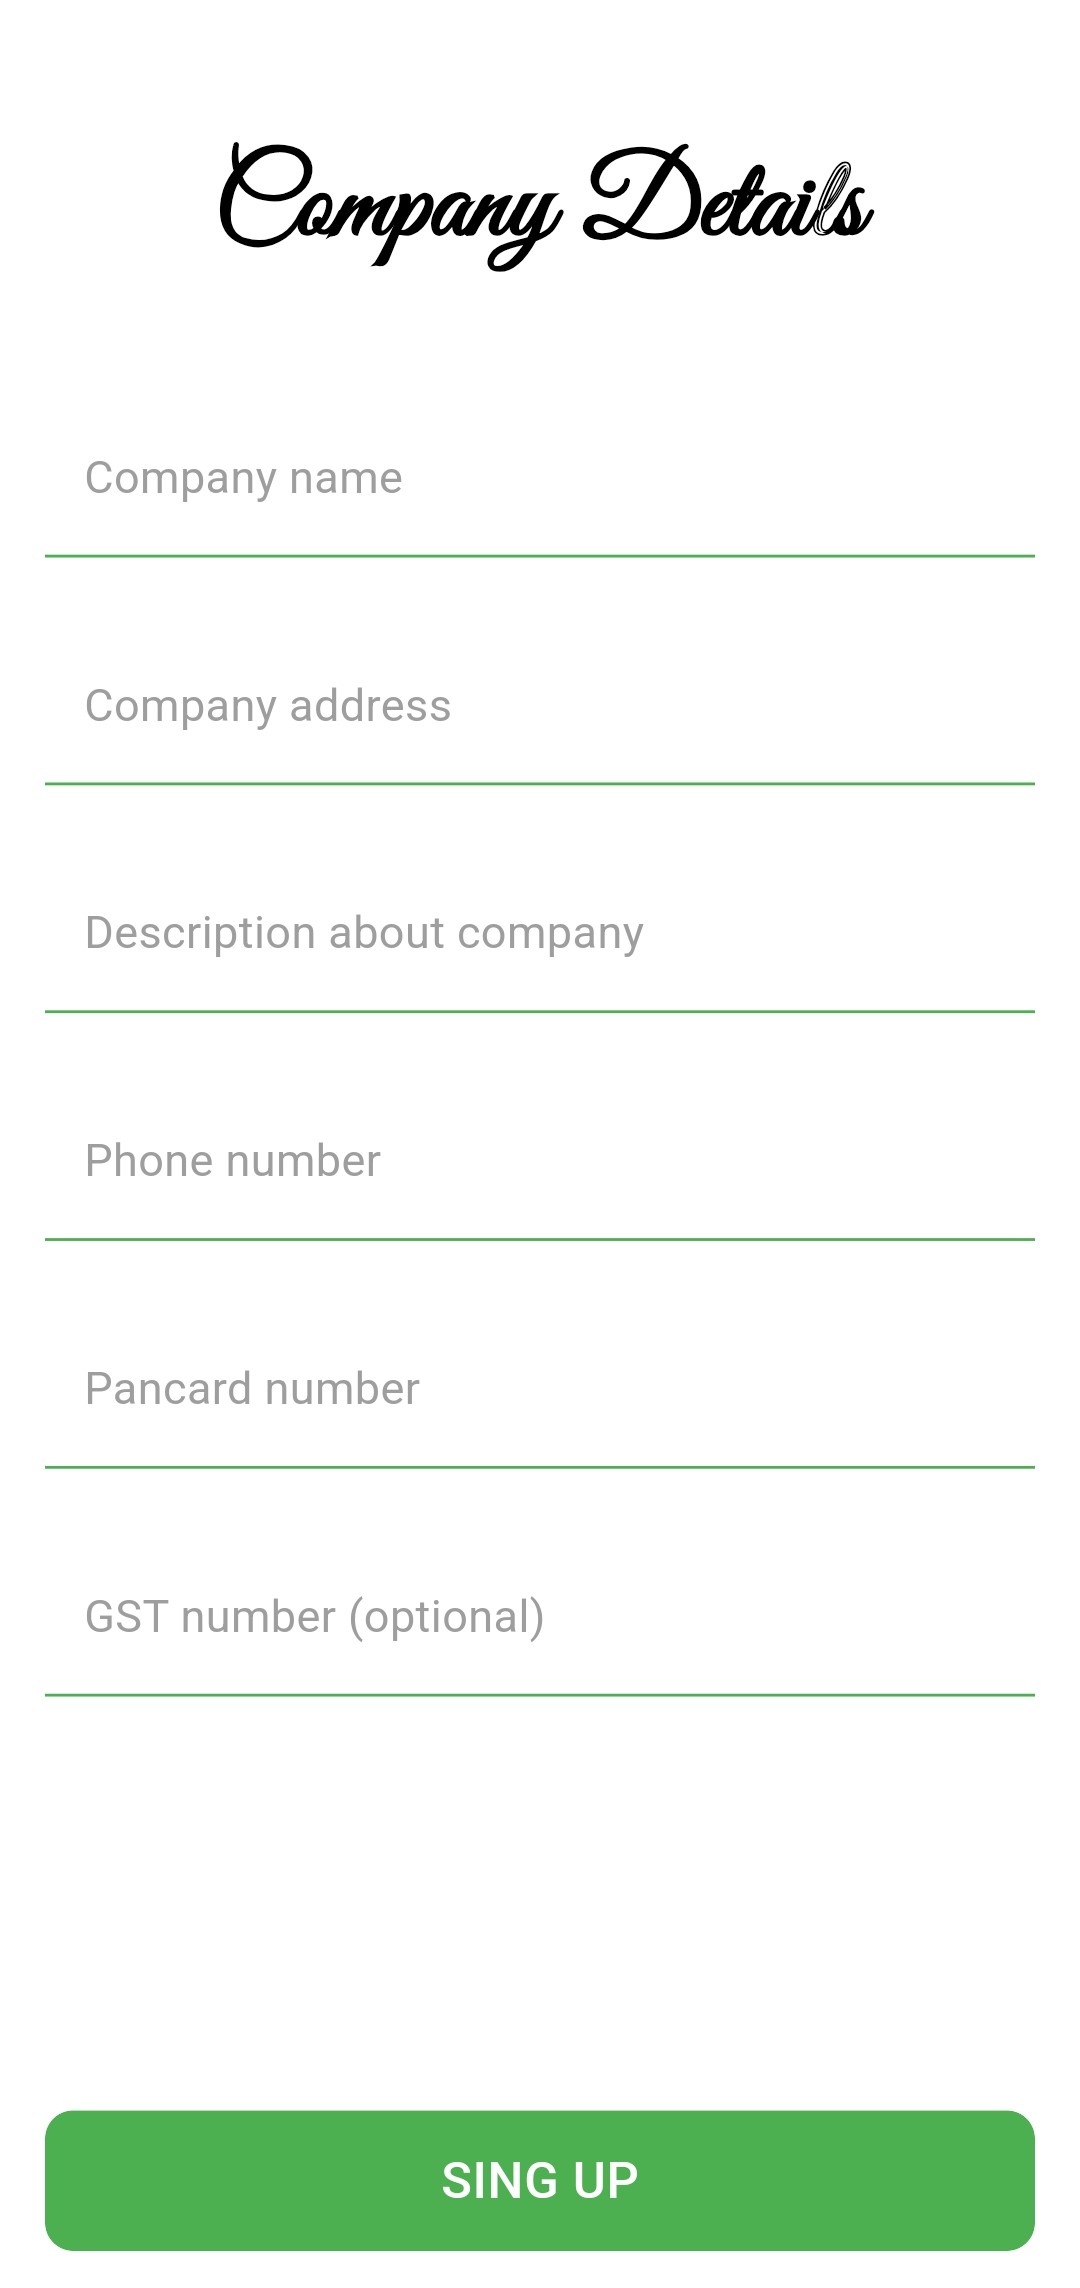 Company Details
Company name
Company address
Description about company
Phone number
Pancard number
GST number (optional)
SING UP